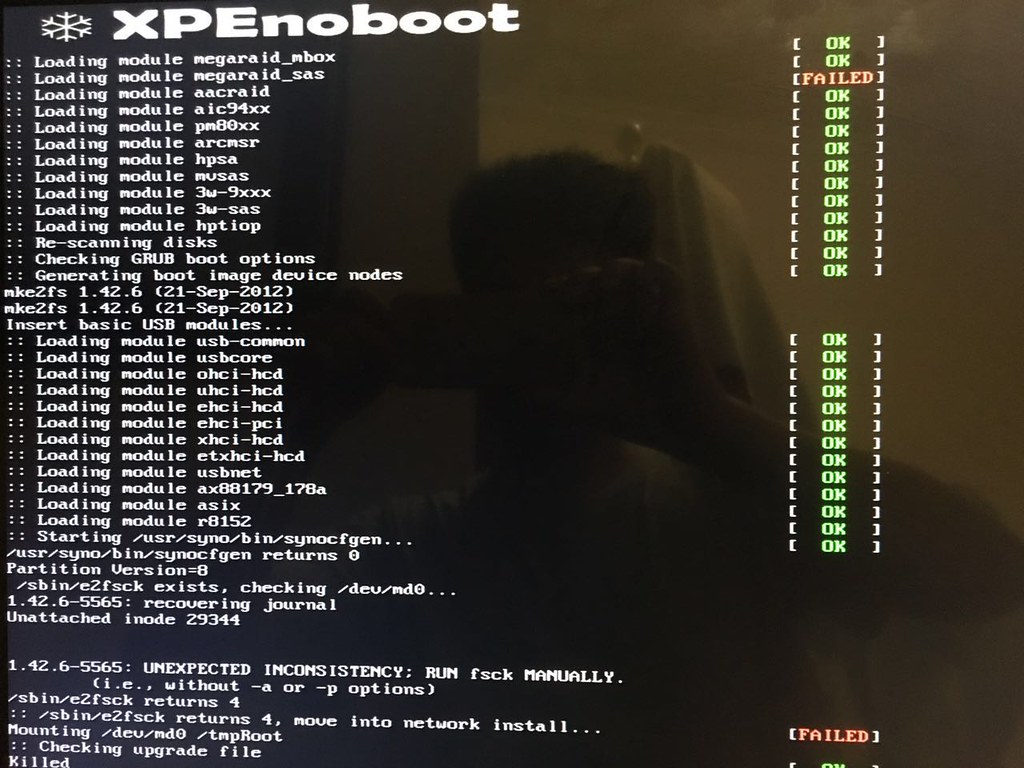 XPEnoboot
:: Loading module megaraid_mbox [ OK ]
:: Loading module megaraid_sas [ OK ]
:: Loading module aacraid [FAILED]
:: Loading module aic94xx [ OK ]
:: Loading module pm80xx [ OK ]
:: Loading module arcmsr [ OK ]
:: Loading module hpsa [ OK ]
:: Loading module mvsas [ OK ]
:: Loading module 3w-9xxx [ OK ]
:: Loading module 3w-sas [ OK ]
:: Loading module hptiop [ OK ]
:: Re-scanning disks [ OK ]
:: Checking GRUB boot options [ OK ]
:: Generating boot image device nodes [ OK ]
mke2fs 1.42.6 (21-Sep-2012)
mke2fs 1.42.6 (21-Sep-2012)
Insert basic USB modules...
:: Loading module usb-common [ OK ]
:: Loading module usbcore [ OK ]
:: Loading module ohci-hcd [ OK ]
:: Loading module uhci-hcd [ OK ]
:: Loading module ehci-hcd [ OK ]
:: Loading module ehci-pci [ OK ]
:: Loading module xhci-hcd [ OK ]
:: Loading module etxhci-hcd [ OK ]
:: Loading module usbnet [ OK ]
:: Loading module ax88179_178a [ OK ]
:: Loading module asix [ OK ]
:: Loading module r8152 [ OK ]
:: Starting /usr/syno/bin/synocfgen... [ OK ]
/usr/syno/bin/synocfgen returns 0
Partition Version=8
/sbin/e2fsck exists, checking /dev/md0...
1.42.6-5565: recovering journal
Unattached inode 29344
1.42.6-5565: UNEXPECTED INCONSISTENCY; RUN fsck MANUALLY.
(i.e., without -a or -p options)
/sbin/e2fsck returns 4
:: /sbin/e2fsck returns 4, move into network install... [FAILED]
Mounting /dev/md0 /tmpRoot
:: Checking upgrade file [ OK ]
Killed